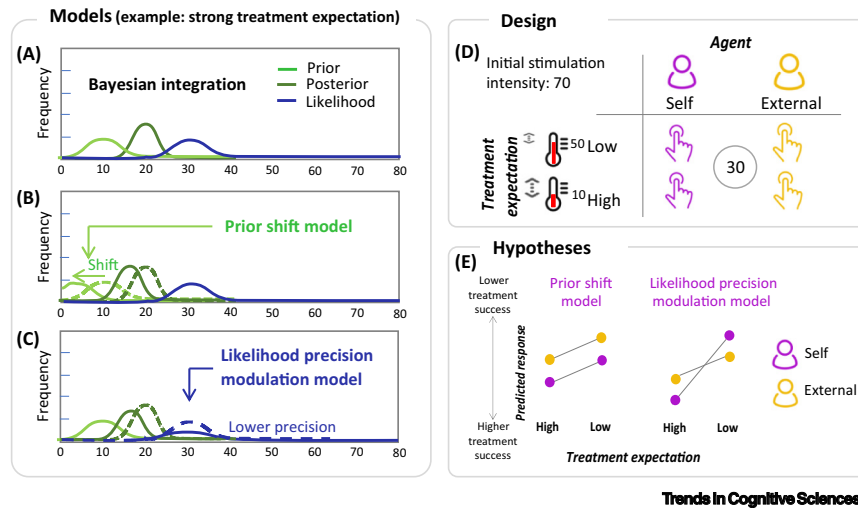 Models (example: strong treatment expectation)
(A)
Bayesian integration
Prior
Posterior
Likelihood
Frequency
0 10 20 30 40 50 60 70 80
(B)
Prior shift model
Shift
Frequency
0 10 20 30 40 50 60 70 80
(C)
Likelihood precision
modulation model
Lower precision
Frequency
0 10 20 30 40 50 60 70 80
Design
(D)
Initial stimulation
intensity: 70
Agent
Self External
Treatment
expectation
50 Low
10 High
30
Hypotheses
(E)
Lower
treatment
success
Higher
treatment
success
Predicted response
Prior shift
model
Likelihood precision
modulation model
Self
External
High Low High Low
Treatment expectation
Trends in Cognitive Sciences